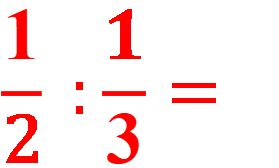 1/2 : 1/3 =